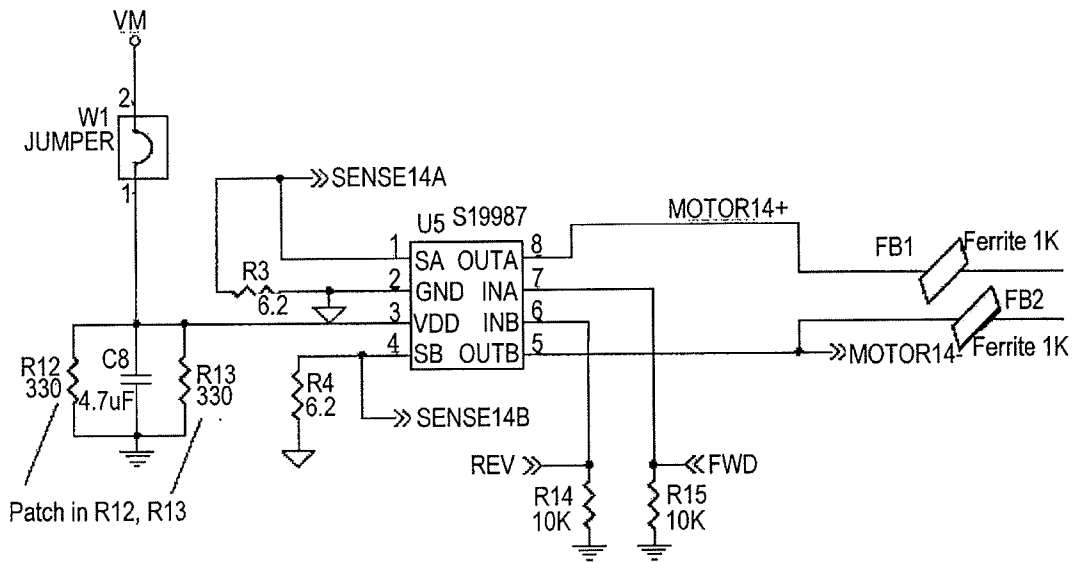 VM
2
W1
JUMPER
1
SENSE14A
U5 S19987
MOTOR14+
1
SA OUTA
8
R3
6.2
2
GND INA
7
3
VDD INB
6
4
SB OUTB
5
FB1
Ferrite 1K
FB2
Ferrite 1K
MOTOR14-
R12
330
C8
4.7uF
R13
330
R4
6.2
SENSE14B
REV
FWD
R14
10K
R15
10K
Patch in R12, R13